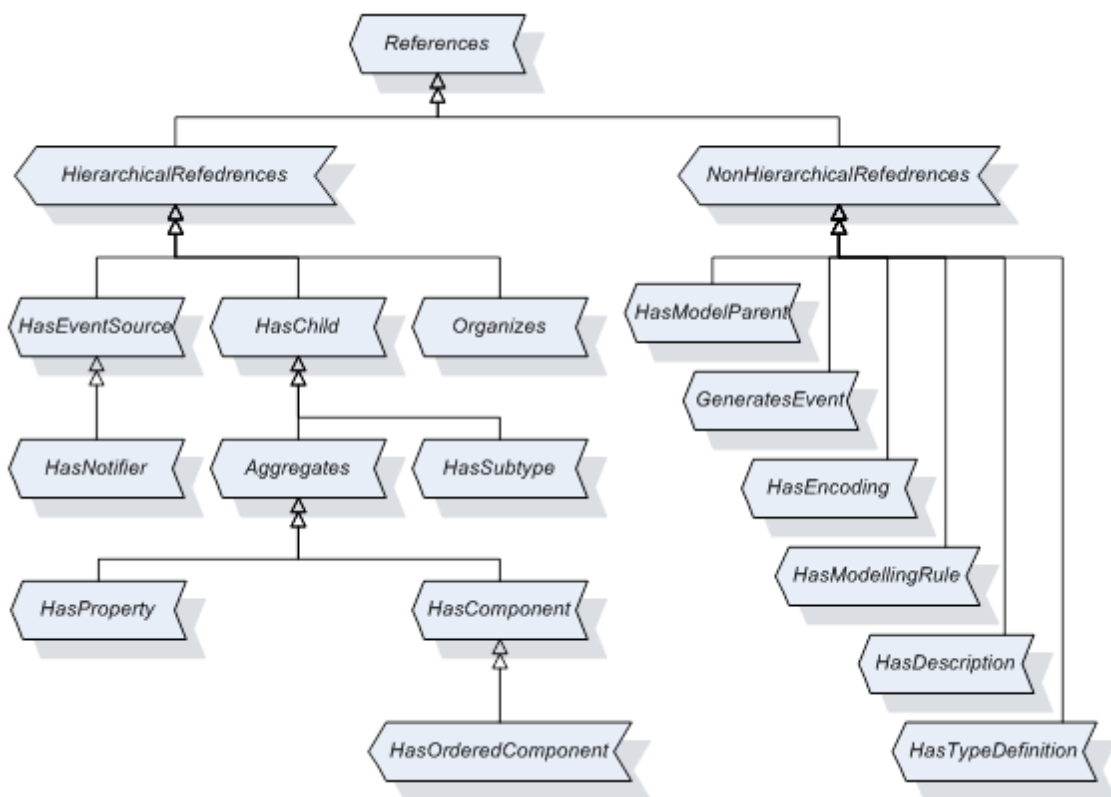 References
HierarchicalRefedrences
NonHierarchicalRefedrences
HasEventSource
HasChild
Organizes
HasModelParent
GeneratesEvent
HasNotifier
Aggregates
HasSubtype
HasEncoding
HasModellingRule
HasProperty
HasComponent
HasDescription
HasOrderedComponent
HasTypeDefinition